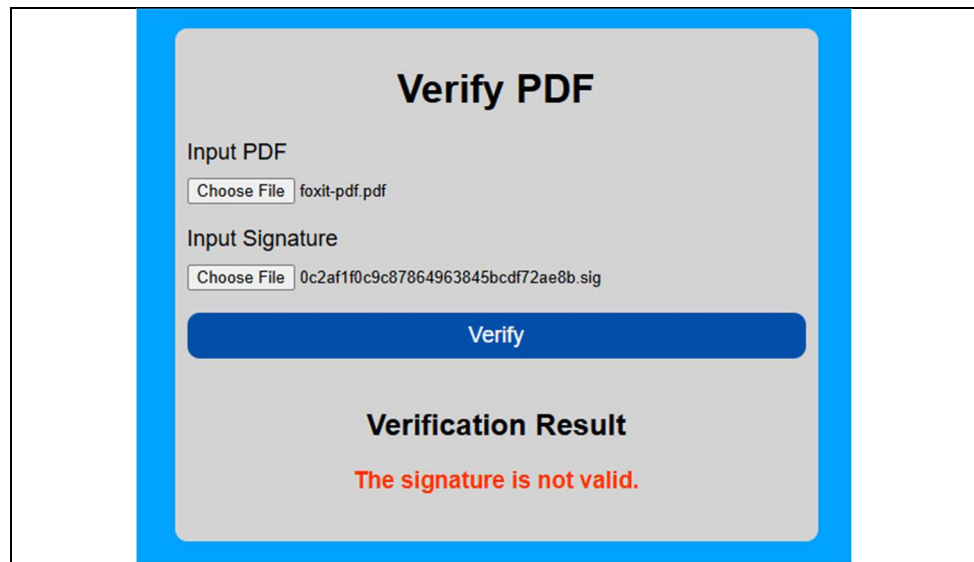 Verify PDF
Input PDF
Choose File foxit-pdf.pdf
Input Signature
Choose File 0c2af1f0c9c87864963845bcdf72ae8b.sig
Verify
Verification Result
The signature is not valid.